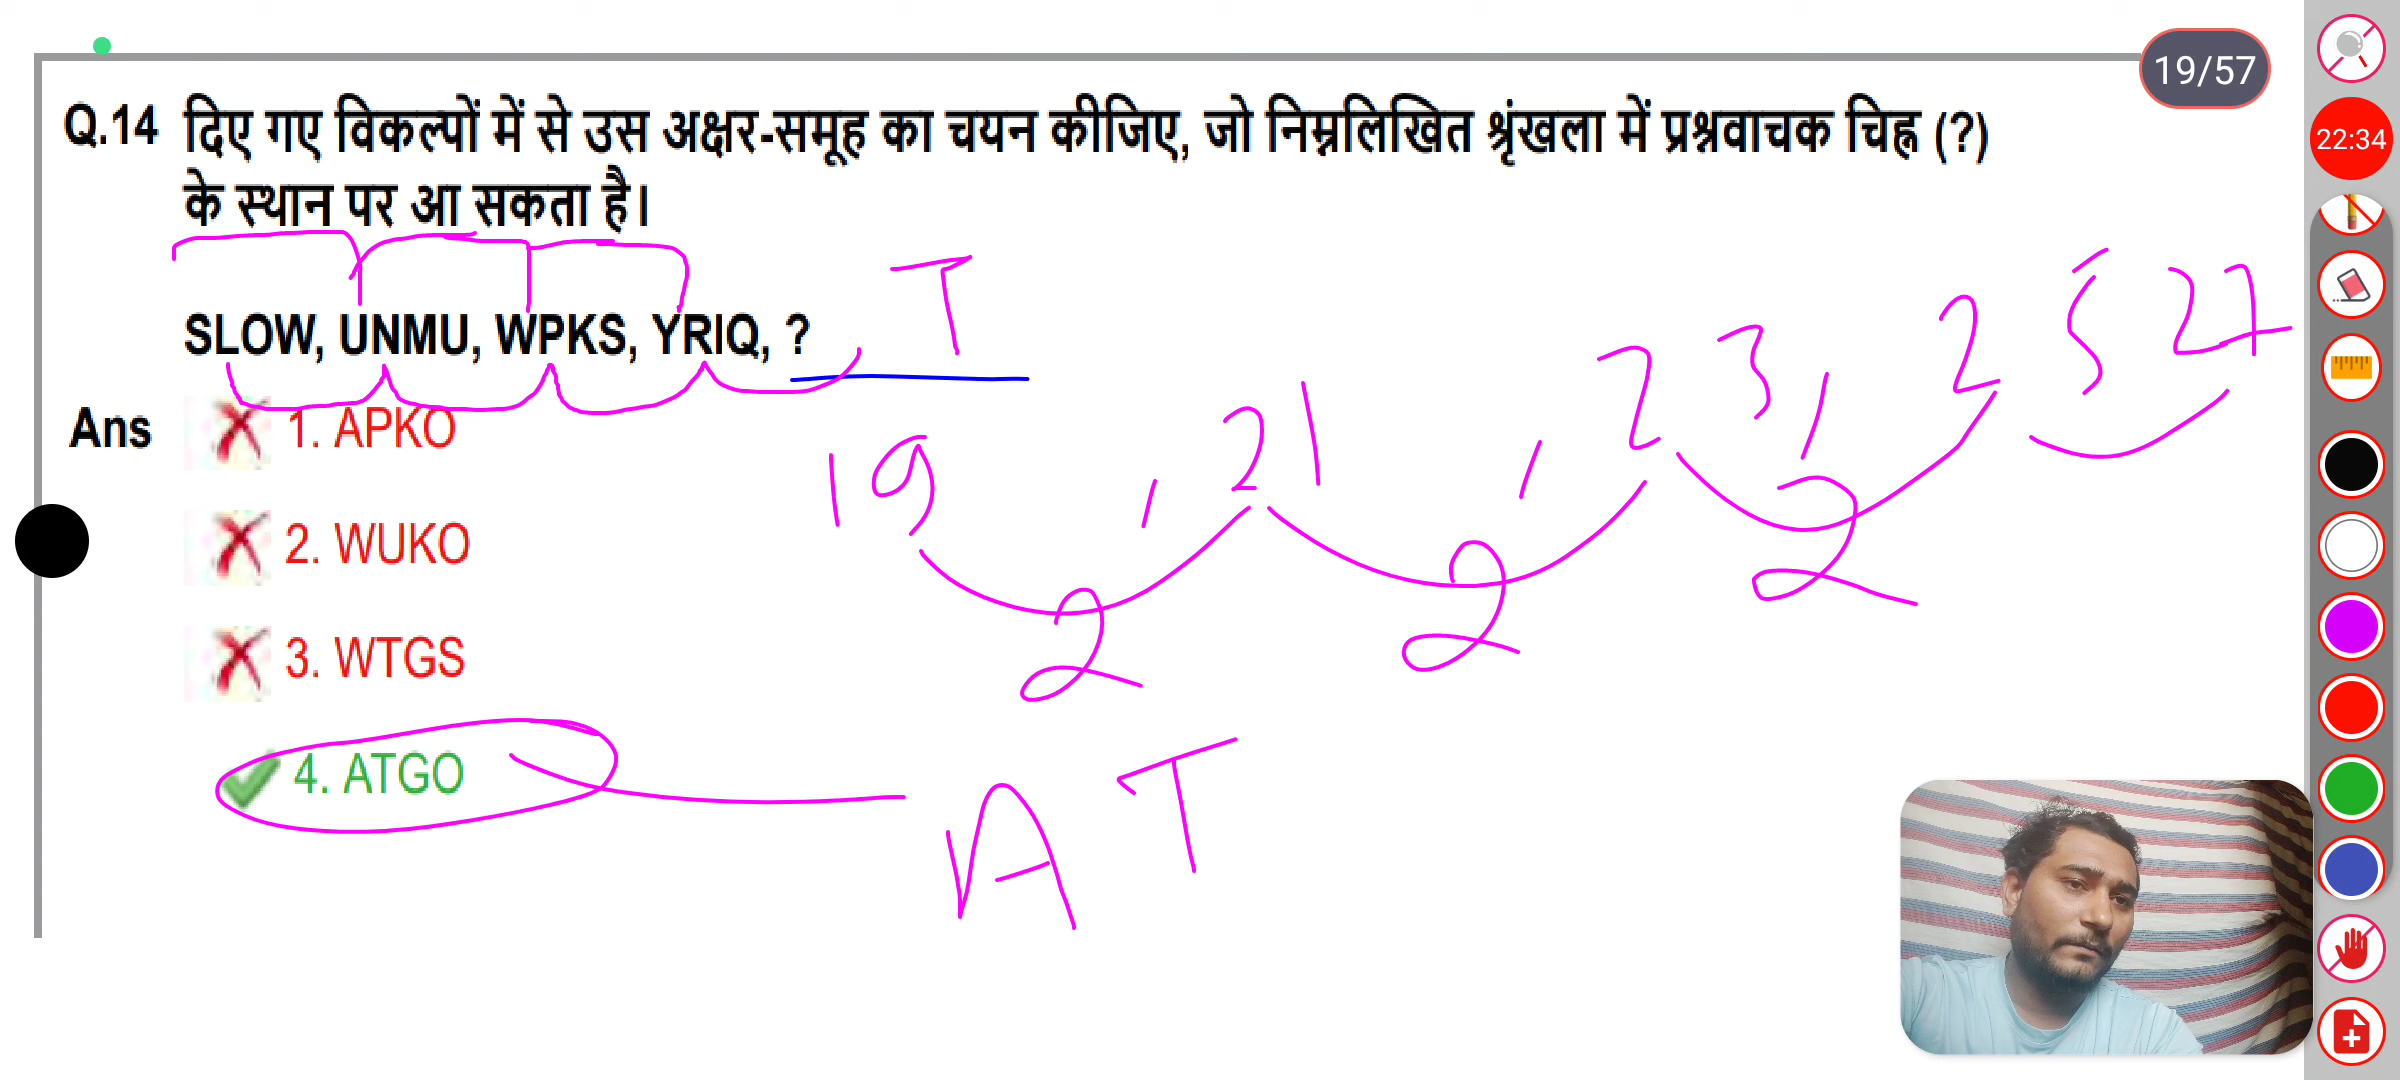 19/57
22:34
Q.14 दिए गए विकल्पों में से उस अक्षर-समूह का चयन कीजिए, जो निम्नलिखित श्रृंखला में प्रश्नवाचक चिह्न (?)
के स्थान पर आ सकता है।
T
SLOW, UNMU, WPKS, YRIQ, ?
19, 21, 23, 25 27
2 2 2
Ans 1. APKO
2. WUKO
3. WTGS
4. ATGO
A T